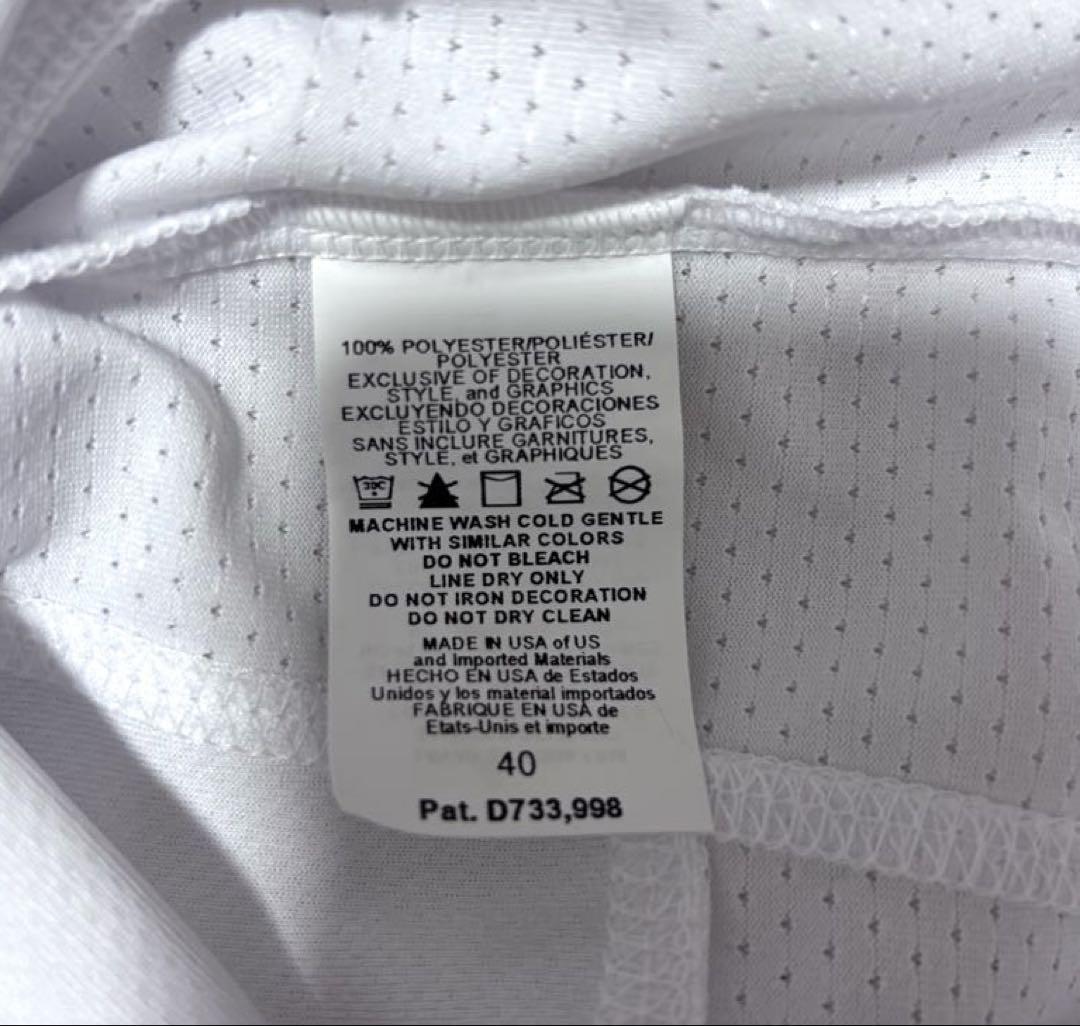 100% POLYESTER/POLIÉSTER/
POLYESTER
EXCLUSIVE OF DECORATION,
STYLE, and GRAPHICS
EXCLUYENDO DECORACIONES
ESTILO Y GRAFICOS
SANS INCLURE GARNITURES,
STYLE, et GRAPHIQUES
30C
MACHINE WASH COLD GENTLE
WITH SIMILAR COLORS
DO NOT BLEACH
LINE DRY ONLY
DO NOT IRON DECORATION
DO NOT DRY CLEAN
MADE IN USA of US
and Imported Materials
HECHO EN USA de Estados
Unidos y los material importados
FABRIQUE EN USA de
Etats-Unis et importe
40
Pat. D733,998